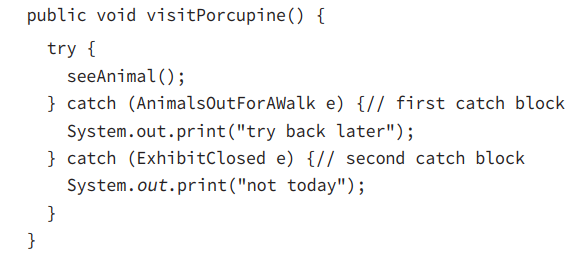 public void visitPorcupine() {
  try {
    seeAnimal();
  } catch (AnimalsOutForAWalk e) {// first catch block
    System.out.print("try back later");
  } catch (ExhibitClosed e) {// second catch block
    System.out.print("not today");
  }
}